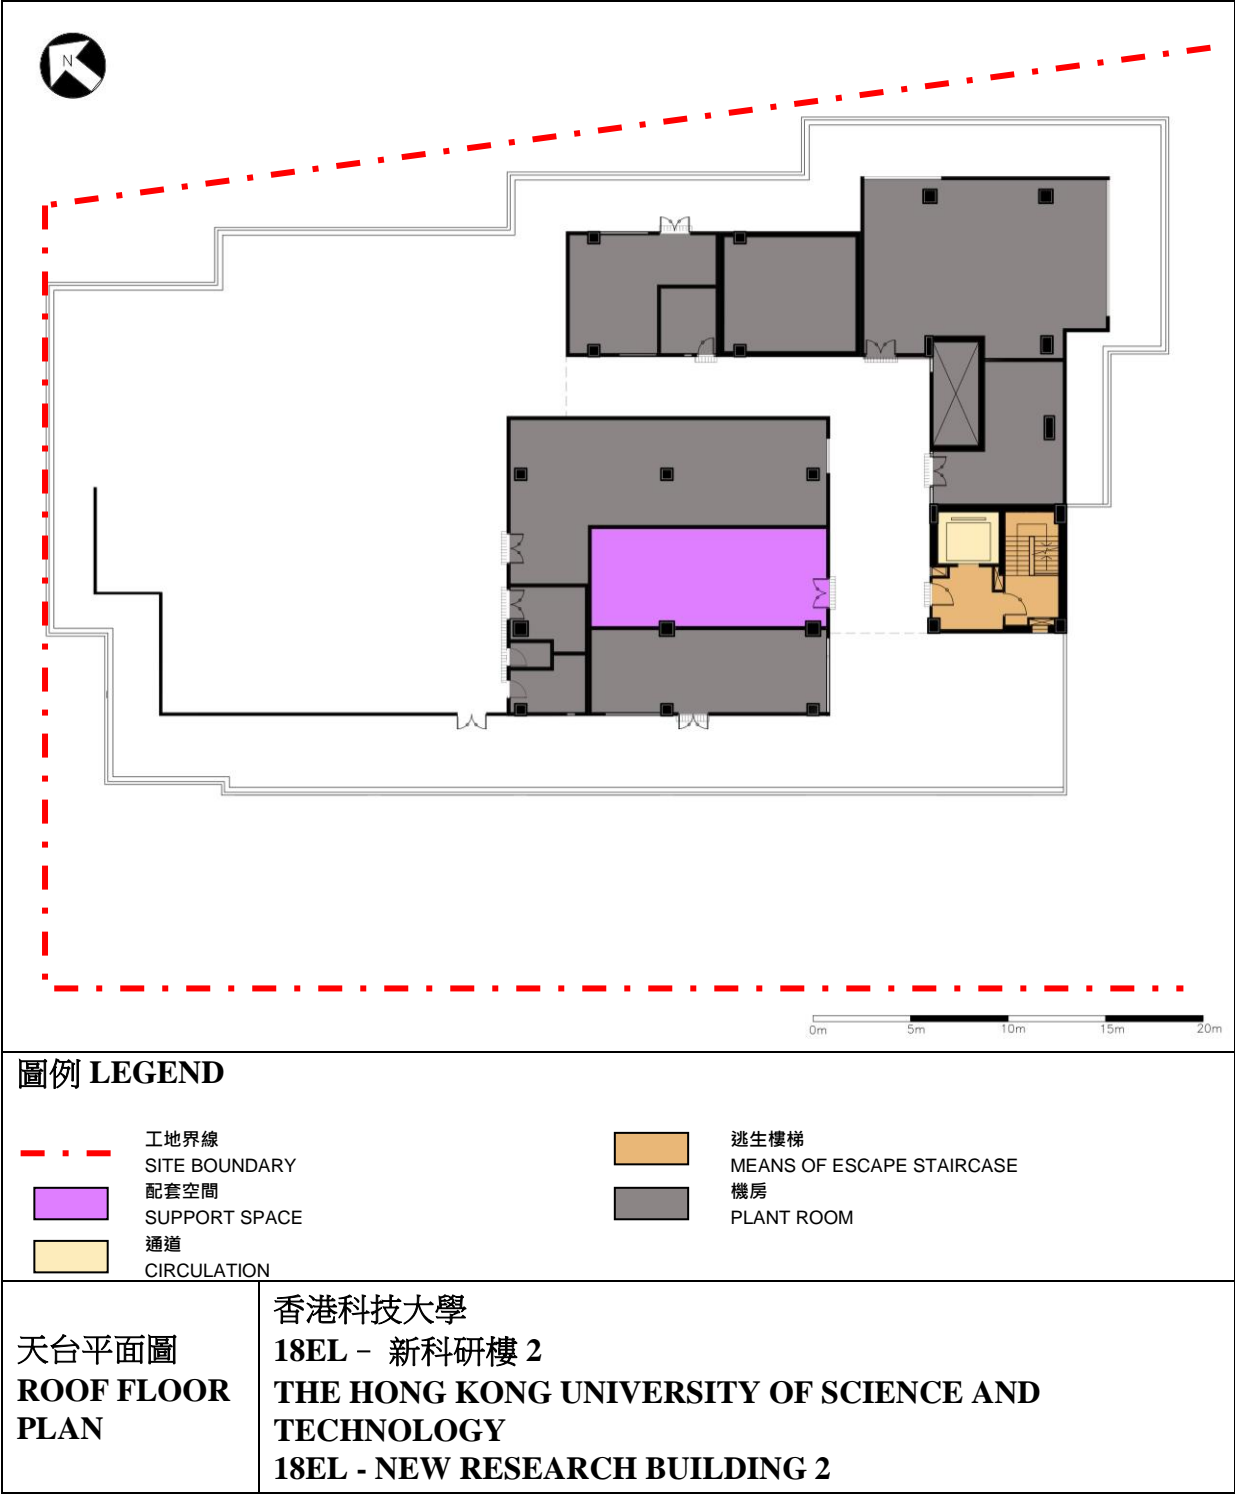 N
0m 5m 10m 15m 20m
圖例 LEGEND
工地界線
SITE BOUNDARY
配套空間
SUPPORT SPACE
通道
CIRCULATION
逃生樓梯
MEANS OF ESCAPE STAIRCASE
機房
PLANT ROOM
天台平面圖
ROOF FLOOR
PLAN
香港科技大學
18EL – 新科研樓 2
THE HONG KONG UNIVERSITY OF SCIENCE AND
TECHNOLOGY
18EL - NEW RESEARCH BUILDING 2